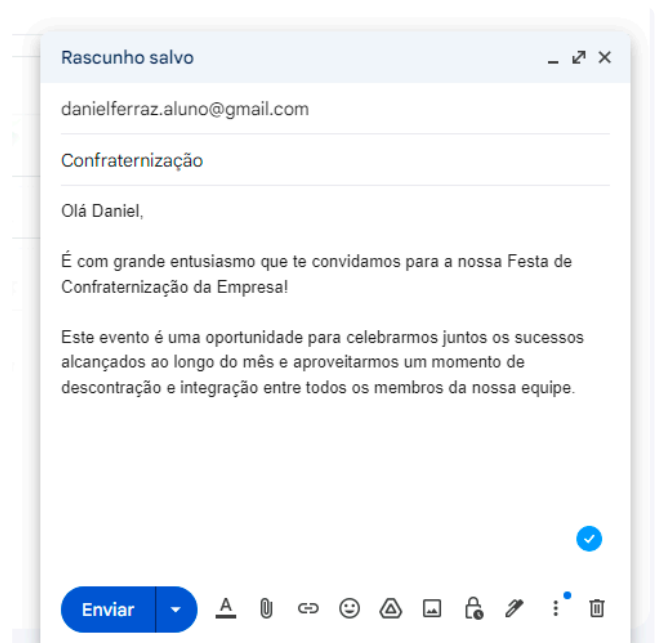 Rascunho salvo
danielferraz.aluno@gmail.com
Confraternização
Olá Daniel,
É com grande entusiasmo que te convidamos para a nossa Festa de
Confraternização da Empresa!
Este evento é uma oportunidade para celebrarmos juntos os sucessos
alcançados ao longo do mês e aproveitarmos um momento de
descontração e integração entre todos os membros da nossa equipe.
Enviar